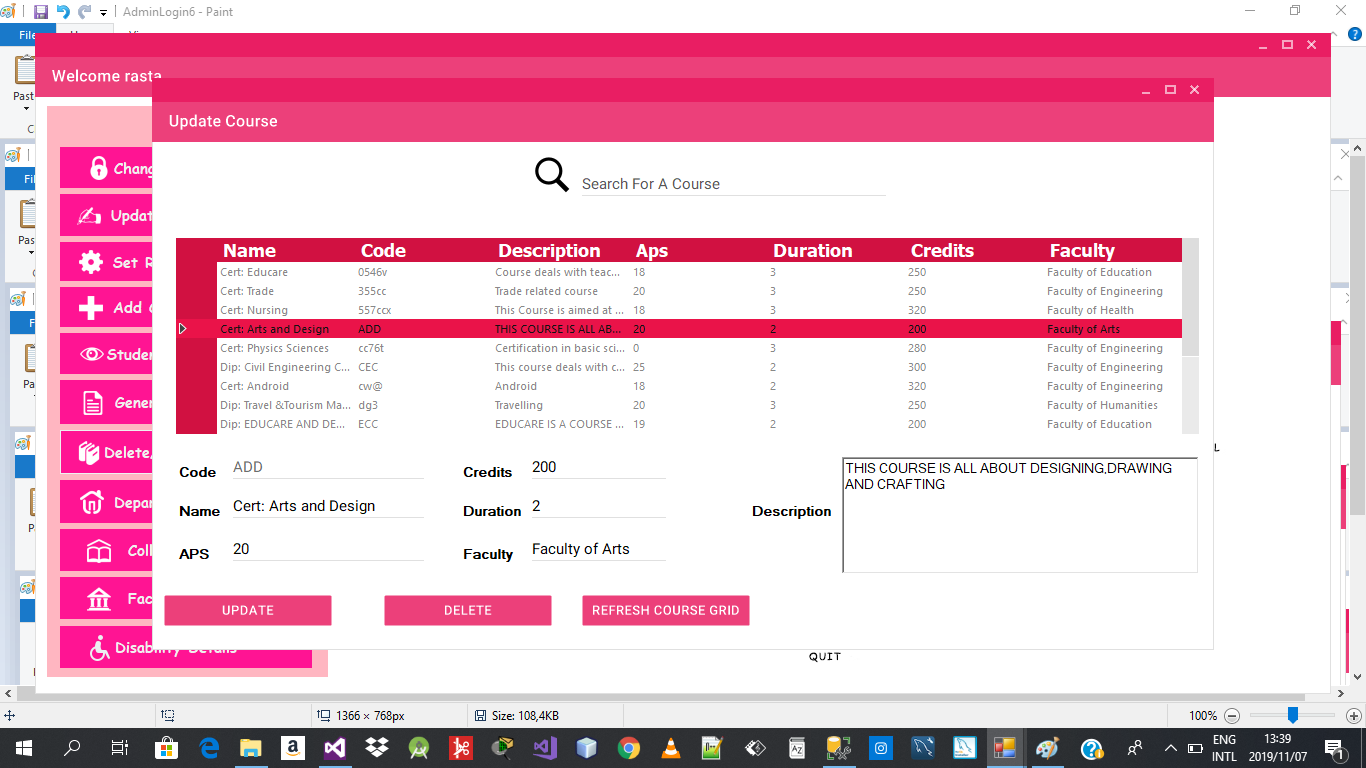 AdminLogin6 - Paint
File
Welcome rasta
Update Course
Search For A Course
Name Code Description Aps Duration Credits Faculty
Cert: Educare 0546v Course deals with teac... 18 3 250 Faculty of Education
Cert: Trade 355cc Trade related course 20 3 250 Faculty of Engineering
Cert: Nursing 557ccx This Course is aimed at ... 18 3 320 Faculty of Health
Cert: Arts and Design ADD THIS COURSE IS ALL AB... 20 2 200 Faculty of Arts
Cert: Physics Sciences cc76t Certification in basic sci... 0 3 280 Faculty of Engineering
Dip: Civil Engineering C... CEC This course deals with c... 25 2 300 Faculty of Engineering
Cert: Android cw@ Android 18 2 320 Faculty of Engineering
Dip: Travel &Tourism Ma... dg3 Travelling 20 3 250 Faculty of Humanities
Dip: EDUCARE AND DE... ECC EDUCARE IS A COURSE ... 19 2 200 Faculty of Education
Code ADD Credits 200
Name Cert: Arts and Design Duration 2
APS 20 Faculty Faculty of Arts
Description
THIS COURSE IS ALL ABOUT DESIGNING,DRAWING
AND CRAFTING
UPDATE DELETE REFRESH COURSE GRID
Set
Add
Disability Details
QUIT
1366 × 768px Size: 108,4KB 100%
ENG 13:39
INTL 2019/11/07
1